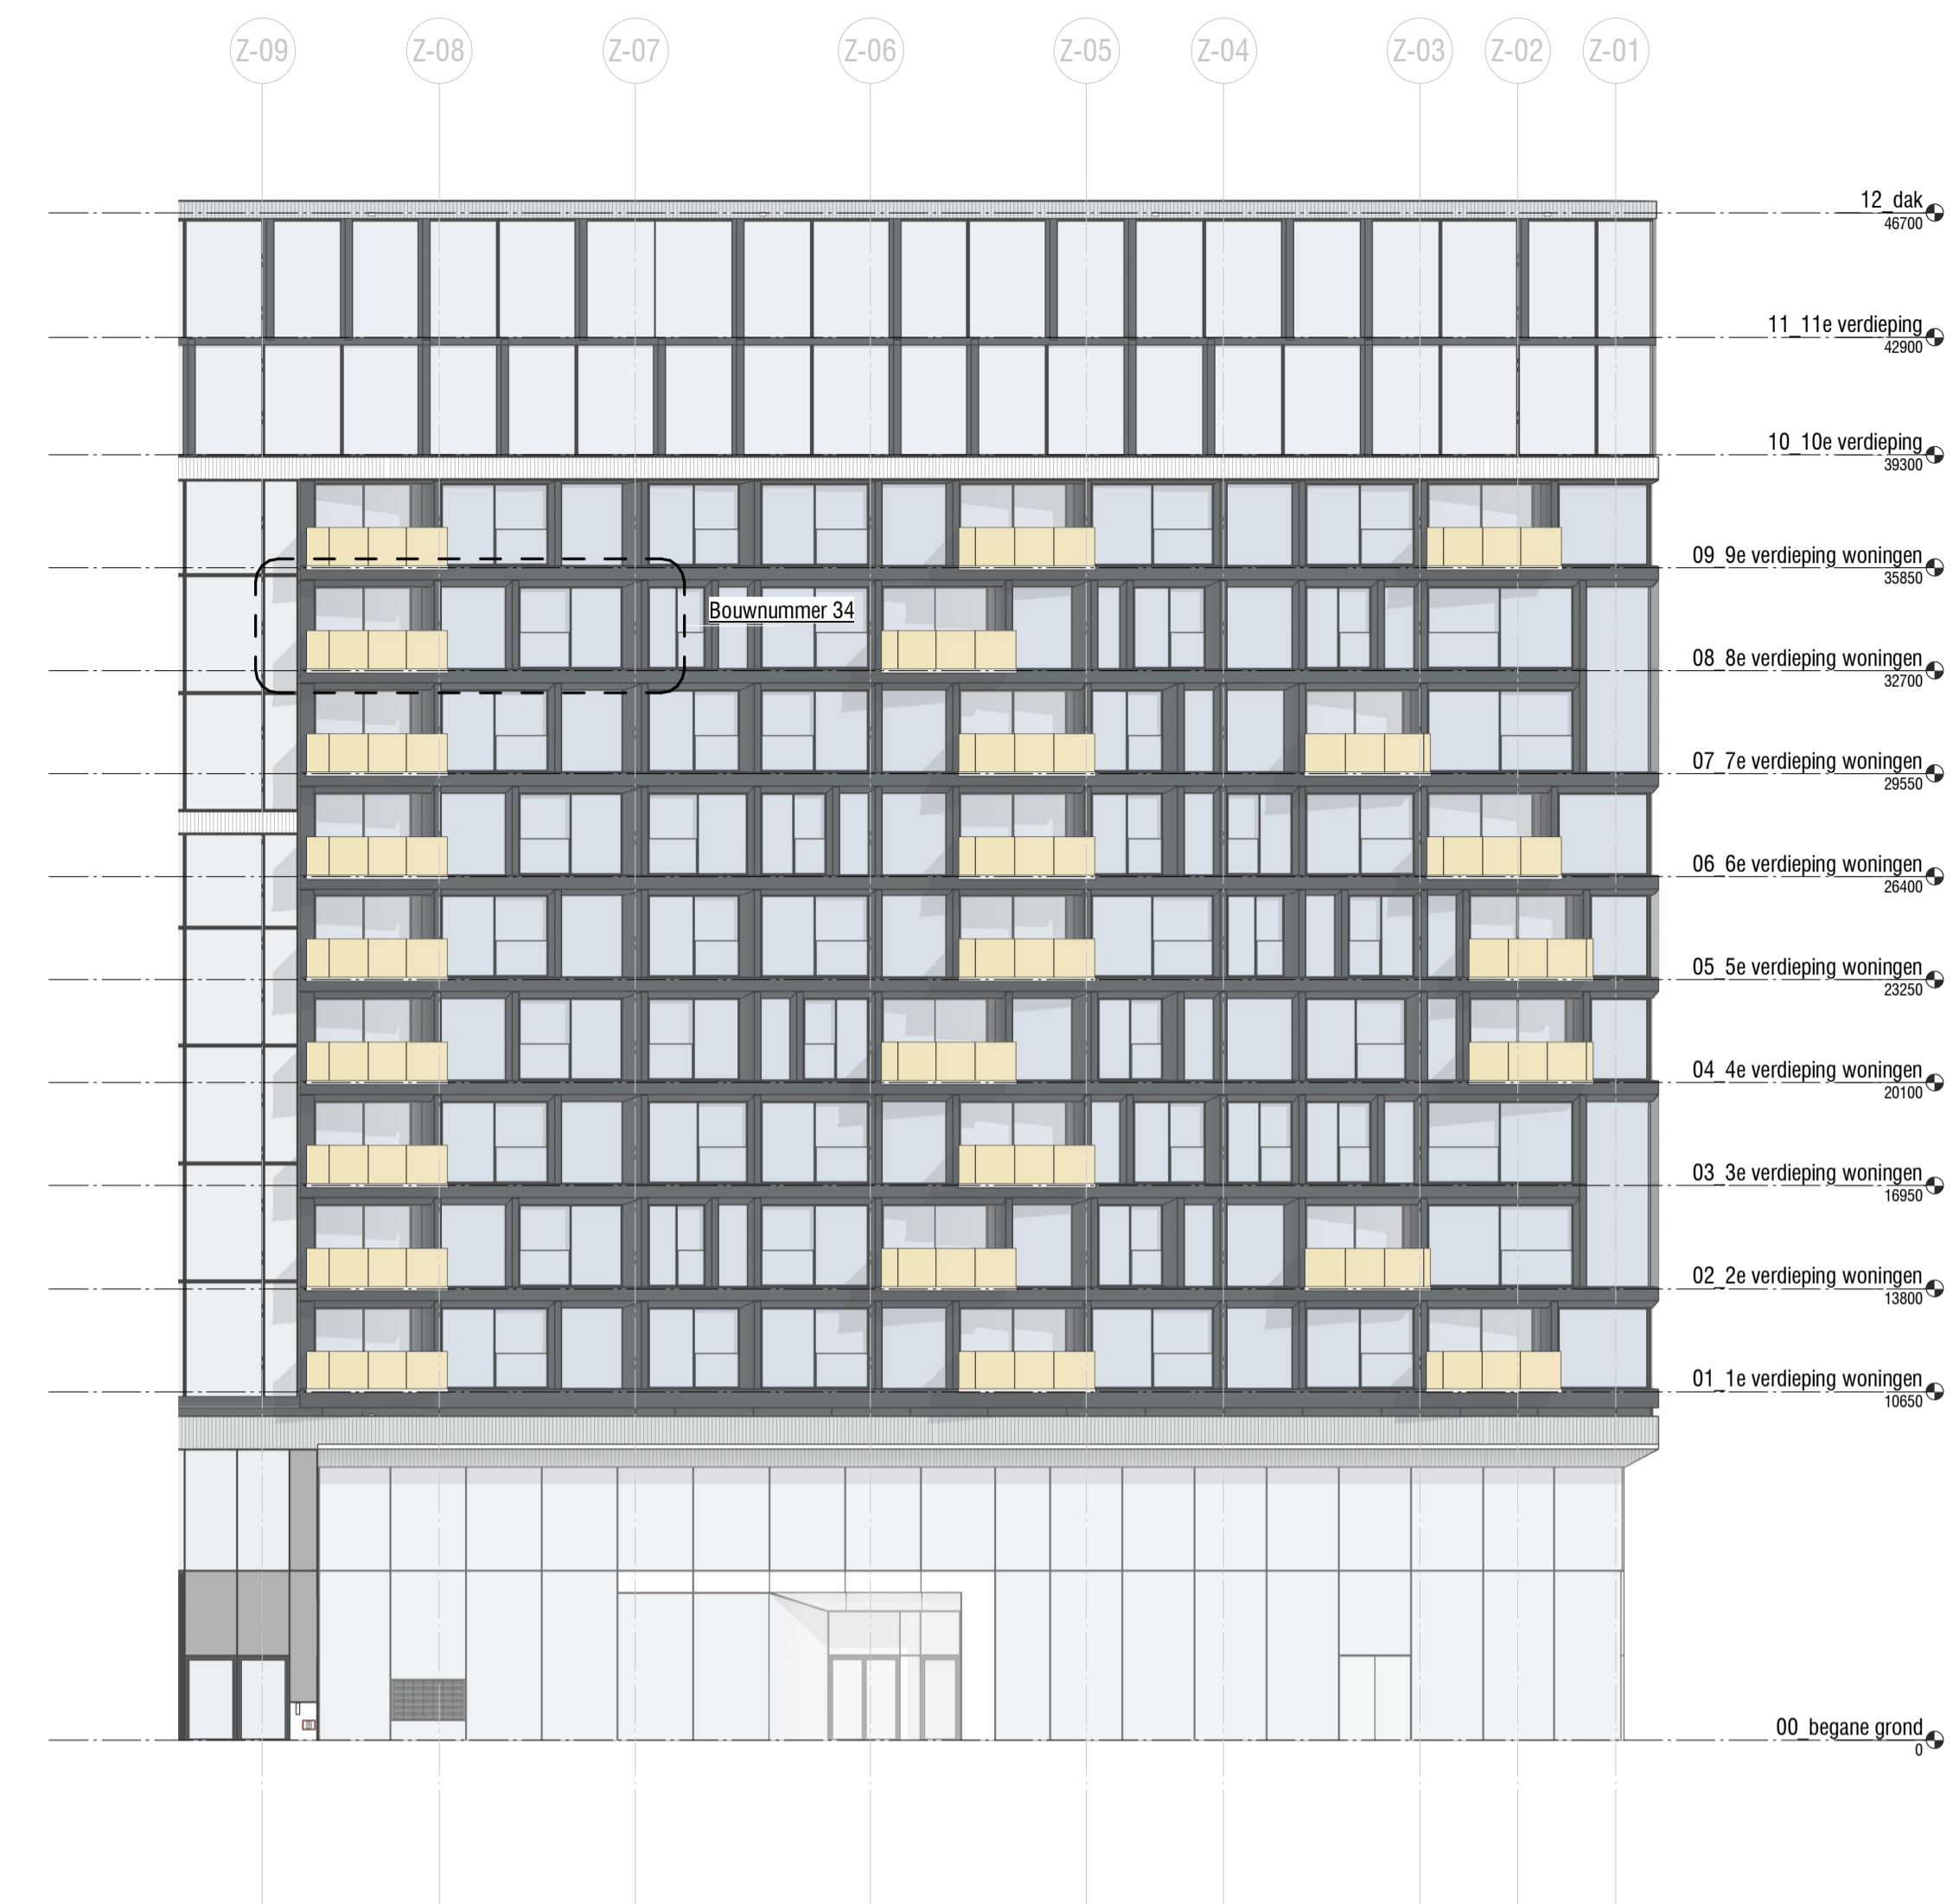 Z-09 Z-08 Z-07 Z-06 Z-05 Z-04 Z-03 Z-02 Z-01
12_dak
46700
11_11e verdieping
42900
10_10e verdieping
39300
09_9e verdieping woningen
35850
Bouwnummer 34
08_8e verdieping woningen
32700
07_7e verdieping woningen
29550
06_6e verdieping woningen
26400
05_5e verdieping woningen
23250
04_4e verdieping woningen
20100
03_3e verdieping woningen
16950
02_2e verdieping woningen
13800
01_1e verdieping woningen
10650
00_begane grond
0